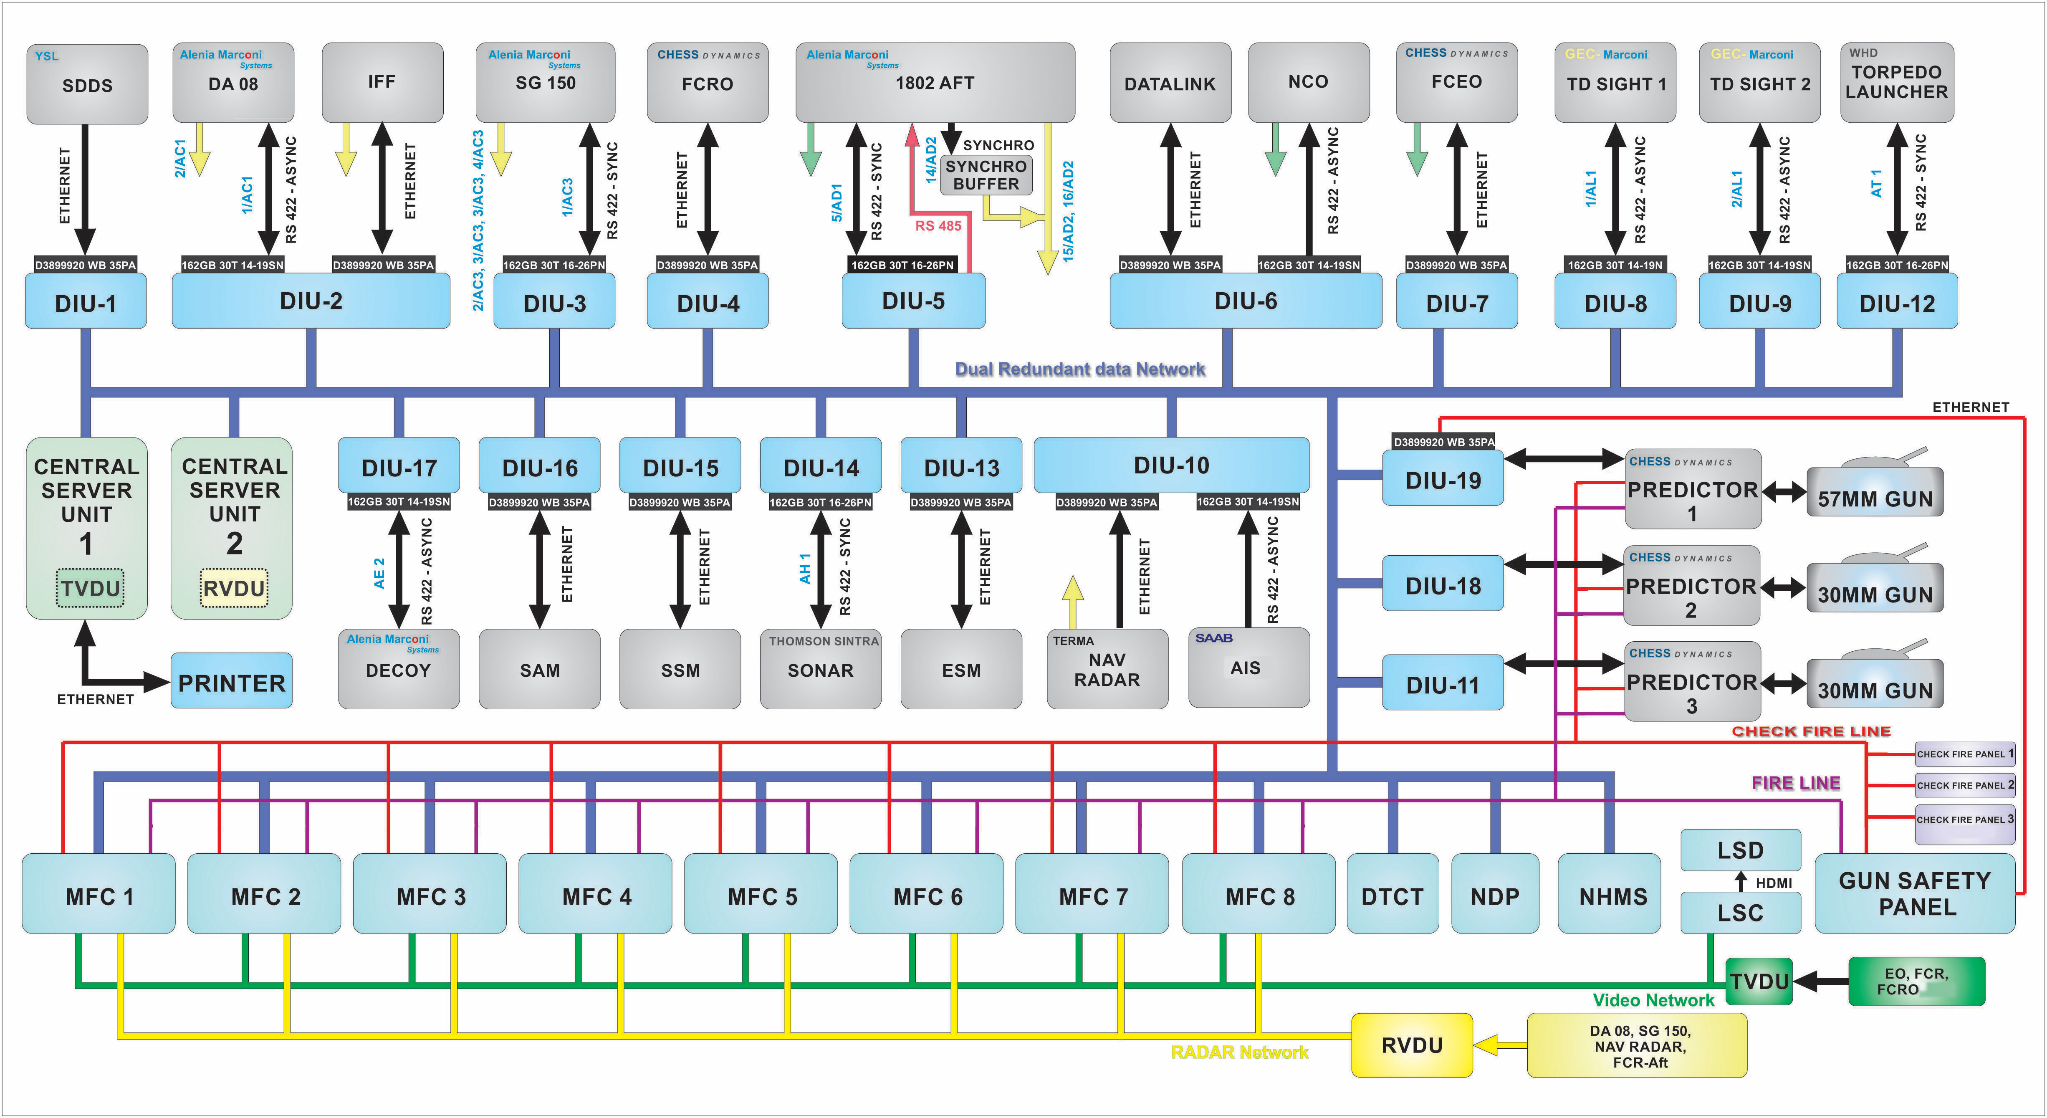 YSL
SDDS
Alenia Marconi
Systems
DA 08
IFF
Alenia Marconi
Systems
SG 150
CHESS DYNAMICS
FCRO
Alenia Marconi
Systems
1802 AFT
DATALINK
NCO
CHESS DYNAMICS
FCEO
GEC- Marconi
TD SIGHT 1
GEC- Marconi
TD SIGHT 2
WHD
TORPEDO
LAUNCHER
ETHERNET
2/AC1
1/AC1
RS 422 - ASYNC
ETHERNET
2/AC3, 3/AC3, 3/AC3, 4/AC3
1/AC3
RS 422 - SYNC
ETHERNET
5/AD1
RS 422 - SYNC
RS 485
14/AD2
SYNCHRO
SYNCHRO
BUFFER
15/AD2, 16/AD2
ETHERNET
RS 422 - ASYNC
ETHERNET
1/AL1
RS 422 - ASYNC
2/AL1
RS 422 - ASYNC
AT 1
RS 422 - SYNC
D3899920 WB 35PA
162GB 30T 14-19SN
D3899920 WB 35PA
162GB 30T 16-26PN
D3899920 WB 35PA
162GB 30T 16-26PN
D3899920 WB 35PA
162GB 30T 14-19SN
D3899920 WB 35PA
162GB 30T 14-19N
162GB 30T 14-19SN
162GB 30T 16-26PN
DIU-1
DIU-2
DIU-3
DIU-4
DIU-5
DIU-6
DIU-7
DIU-8
DIU-9
DIU-12
Dual Redundant data Network
ETHERNET
CENTRAL
SERVER
UNIT
1
TVDU
CENTRAL
SERVER
UNIT
2
RVDU
DIU-17
DIU-16
DIU-15
DIU-14
DIU-13
DIU-10
162GB 30T 14-19SN
D3899920 WB 35PA
D3899920 WB 35PA
162GB 30T 16-26PN
D3899920 WB 35PA
D3899920 WB 35PA
162GB 30T 14-19SN
AE 2
RS 422 - ASYNC
ETHERNET
ETHERNET
AH 1
RS 422 - SYNC
ETHERNET
ETHERNET
RS 422 - ASYNC
Alenia Marconi
Systems
DECOY
SAM
SSM
THOMSON SINTRA
SONAR
ESM
TERMA
NAV
RADAR
SAAB
AIS
ETHERNET
PRINTER
D3899920 WB 35PA
DIU-19
CHESS DYNAMICS
PREDICTOR
1
57MM GUN
DIU-18
CHESS DYNAMICS
PREDICTOR
2
30MM GUN
DIU-11
CHESS DYNAMICS
PREDICTOR
3
30MM GUN
CHECK FIRE LINE
CHECK FIRE PANEL 1
FIRE LINE
CHECK FIRE PANEL 2
CHECK FIRE PANEL 3
MFC 1
MFC 2
MFC 3
MFC 4
MFC 5
MFC 6
MFC 7
MFC 8
DTCT
NDP
NHMS
LSD
HDMI
LSC
GUN SAFETY
PANEL
TVDU
EO, FCR,
FCRO
Video Network
RADAR Network
RVDU
DA 08, SG 150,
NAV RADAR,
FCR-Aft